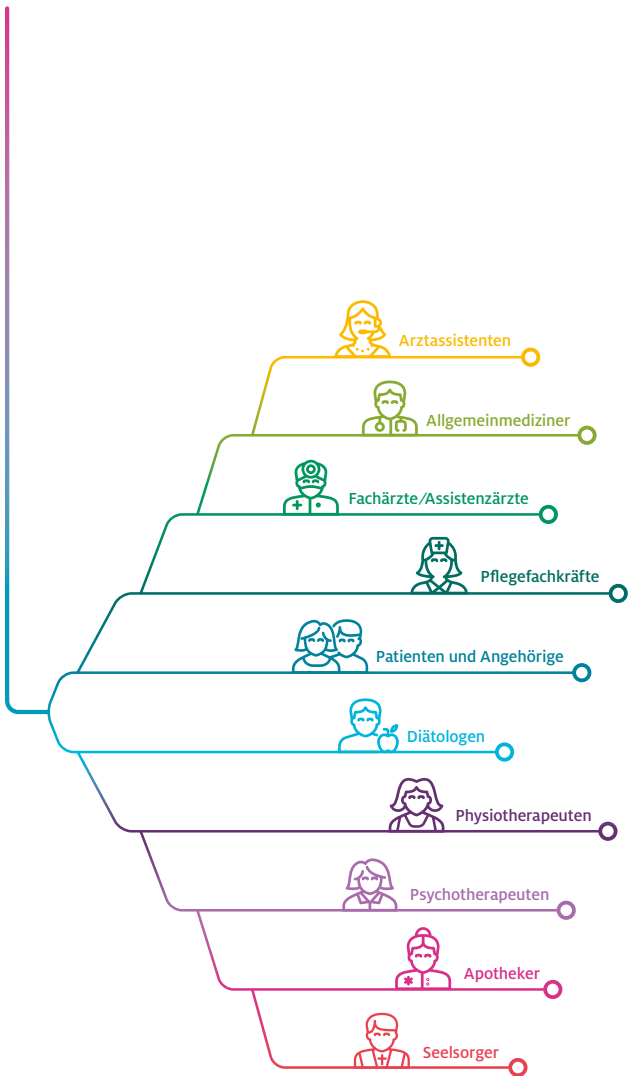 Arztassistenten
Allgemeinmediziner
Fachärzte/Assistenzärzte
Pflegefachkräfte
Patienten und Angehörige
Diätologen
Physiotherapeuten
Psychotherapeuten
Apotheker
Seelsorger